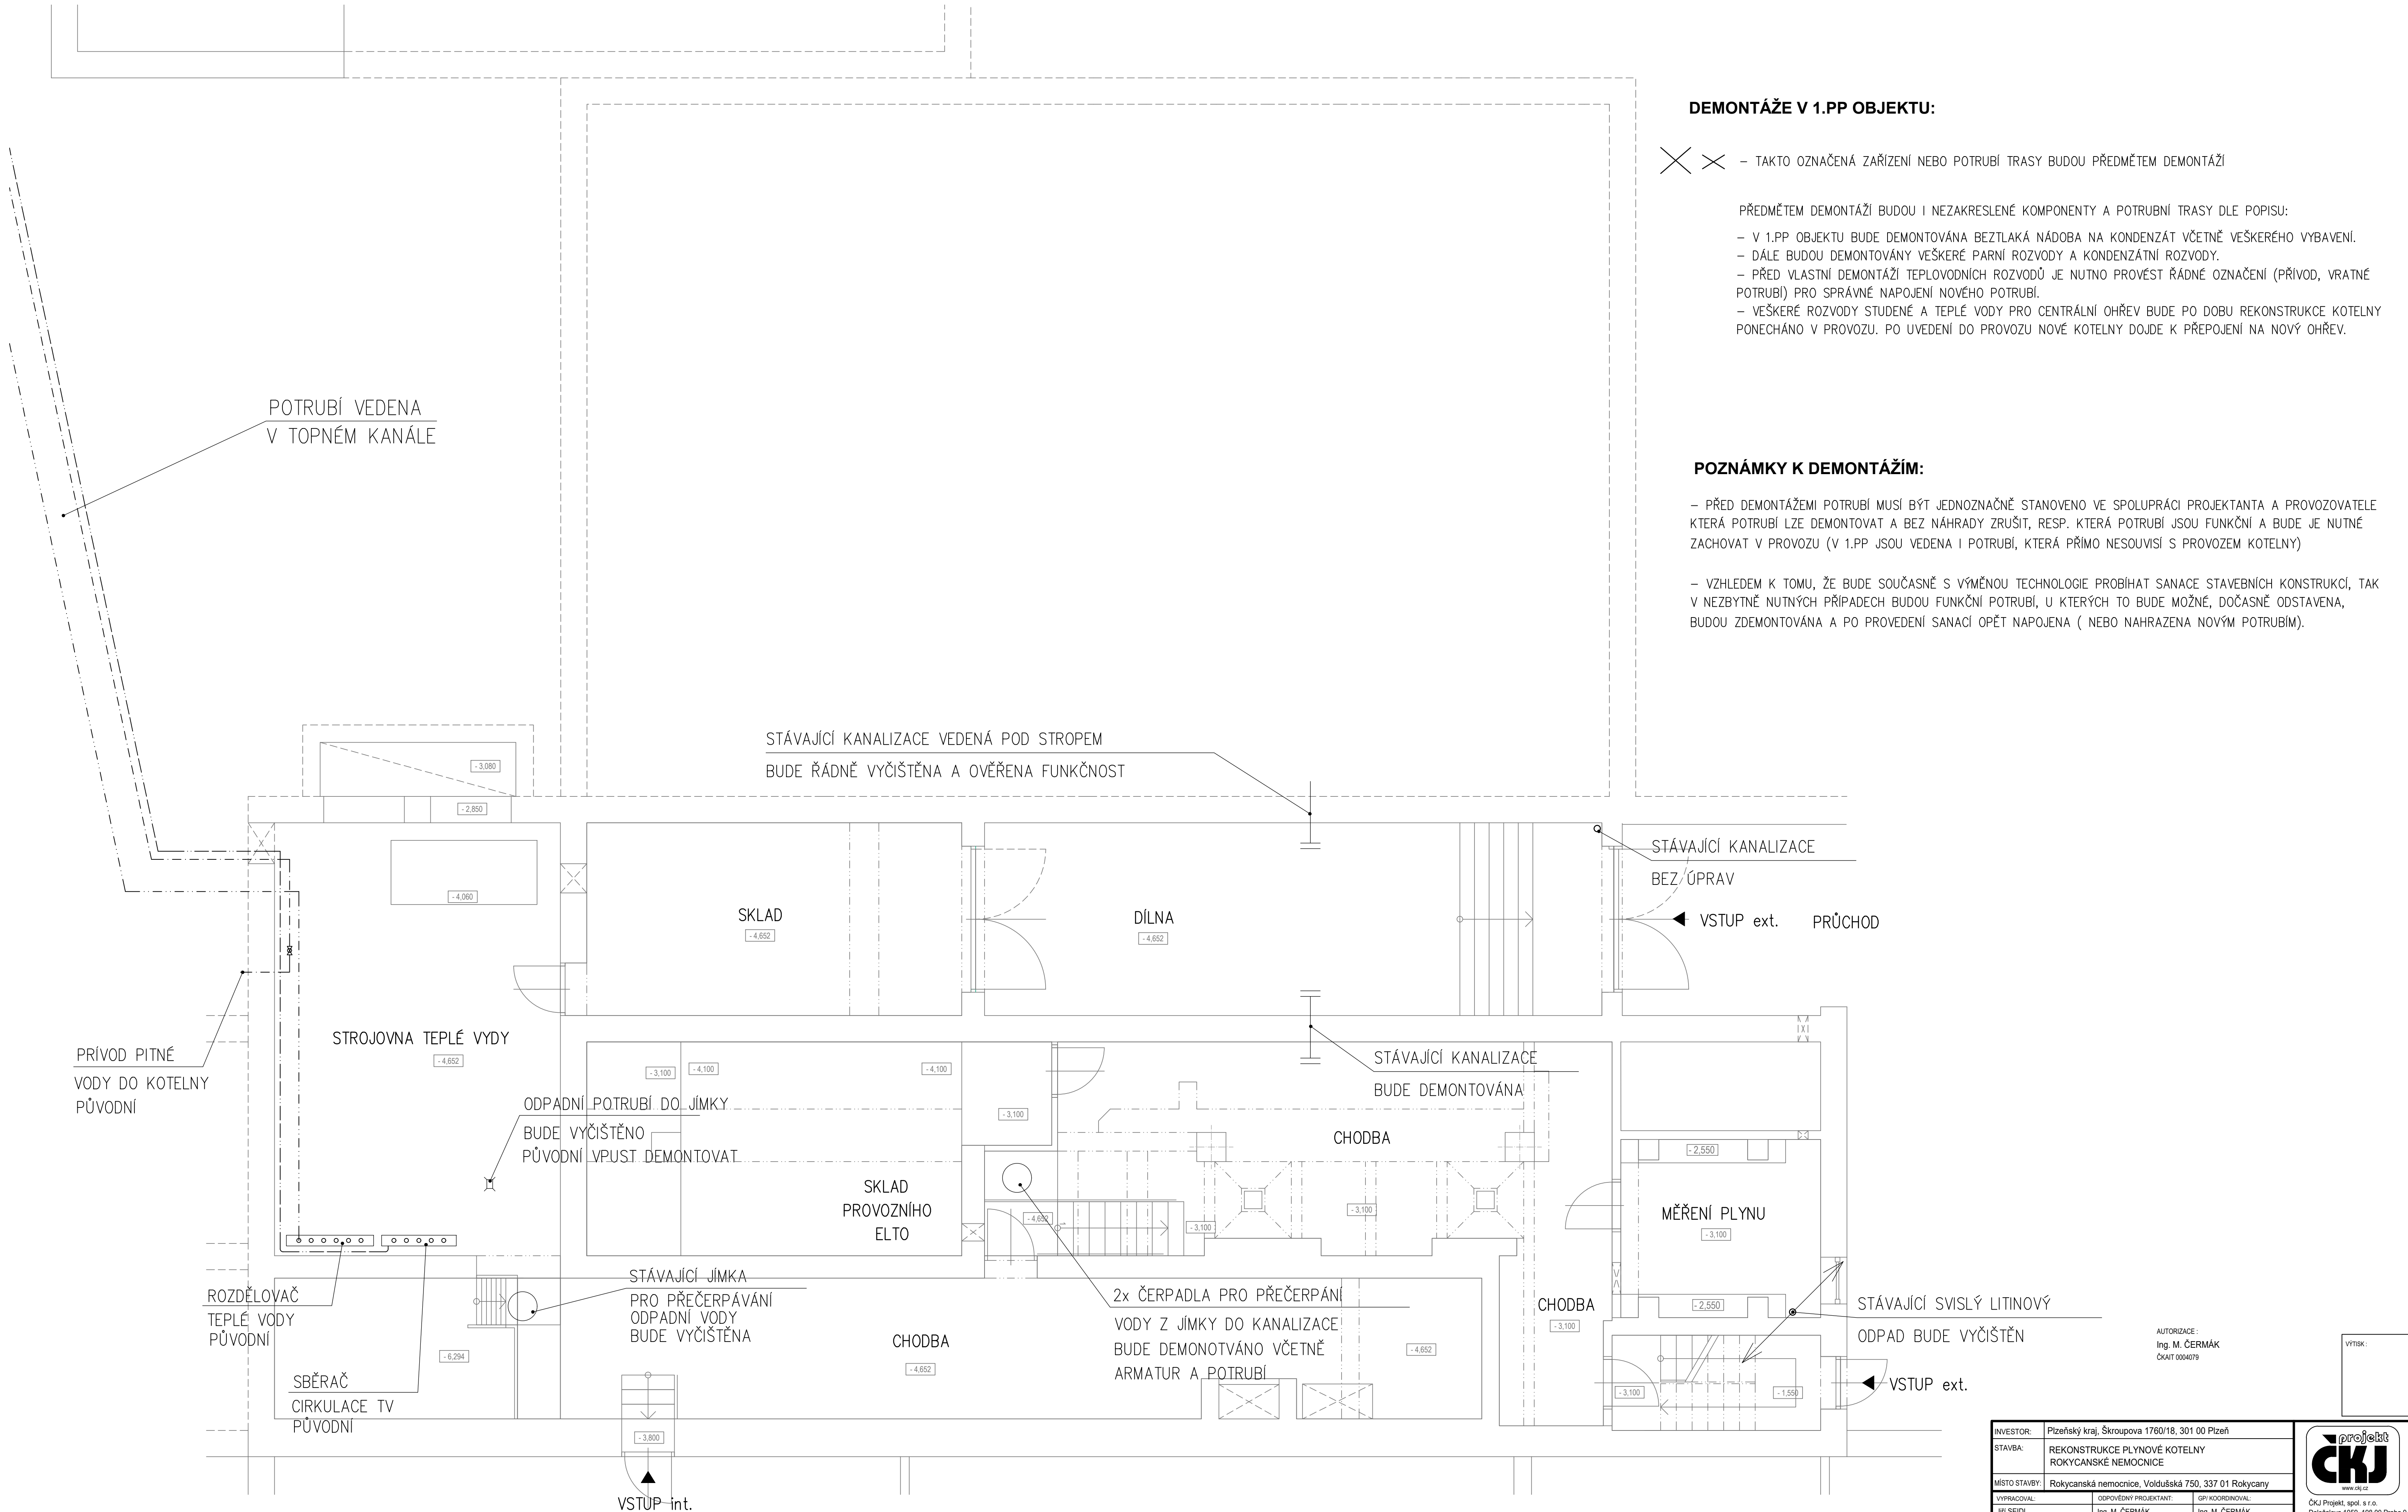 DEMONTÁŽE V 1.PP OBJEKTU:
– TAKTO OZNAČENÁ ZAŘÍZENÍ NEBO POTRUBÍ TRASY BUDOU PŘEDMĚTEM DEMONTÁŽÍ
PŘEDMĚTEM DEMONTÁŽÍ BUDOU I NEZAKRESLENÉ KOMPONENTY A POTRUBNÍ TRASY DLE POPISU:
– V 1.PP OBJEKTU BUDE DEMONTOVÁNA BEZTLAKÁ NÁDOBA NA KONDENZÁT VČETNĚ VEŠKERÉHO VYBAVENÍ.
– DÁLE BUDOU DEMONTOVÁNY VEŠKERÉ PARNÍ ROZVODY A KONDENZÁTNÍ ROZVODY.
– PŘED VLASTNÍ DEMONTÁŽÍ TEPLOVODNÍCH ROZVODŮ JE NUTNO PROVÉST ŘÁDNÉ OZNAČENÍ (PŘÍVOD, VRATNÉ
POTRUBÍ) PRO SPRÁVNÉ NAPOJENÍ NOVÉHO POTRUBÍ.
– VEŠKERÉ ROZVODY STUDENÉ A TEPLÉ VODY PRO CENTRÁLNÍ OHŘEV BUDE PO DOBU REKONSTRUKCE KOTELNY
PONECHÁNO V PROVOZU. PO UVEDENÍ DO PROVOZU NOVÉ KOTELNY DOJDE K PŘEPOJENÍ NA NOVÝ OHŘEV.
POTRUBÍ VEDENA
V TOPNÉM KANÁLE
POZNÁMKY K DEMONTÁŽÍM:
– PŘED DEMONTÁŽEMI POTRUBÍ MUSÍ BÝT JEDNOZNAČNĚ STANOVENO VE SPOLUPRÁCI PROJEKTANTA A PROVOZOVATELE
KTERÁ POTRUBÍ LZE DEMONTOVAT A BEZ NÁHRADY ZRUŠIT, RESP. KTERÁ POTRUBÍ JSOU FUNKČNÍ A BUDE JE NUTNÉ
ZACHOVAT V PROVOZU (V 1.PP JSOU VEDENA I POTRUBÍ, KTERÁ PŘÍMO NESOUVISÍ S PROVOZEM KOTELNY)
– VZHLEDEM K TOMU, ŽE BUDE SOUČASNĚ S VÝMĚNOU TECHNOLOGIE PROBÍHAT SANACE STAVEBNÍCH KONSTRUKCÍ, TAK
V NEZBYTNĚ NUTNÝCH PŘÍPADECH BUDOU FUNKČNÍ POTRUBÍ, U KTERÝCH TO BUDE MOŽNÉ, DOČASNĚ ODSTAVENA,
BUDOU ZDEMONTOVÁNA A PO PROVEDENÍ SANACÍ OPĚT NAPOJENA ( NEBO NAHRAZENA NOVÝM POTRUBÍM).
STÁVAJÍCÍ KANALIZACE VEDENÁ POD STROPEM
BUDE ŘÁDNĚ VYČIŠTĚNA A OVĚŘENA FUNKČNOST
- 3,080
- 2,850
- 4,060
SKLAD
- 4,652
DÍLNA
- 4,652
STÁVAJÍCÍ KANALIZACE
BEZ ÚPRAV
VSTUP ext.
PRŮCHOD
STROJOVNA TEPLÉ VYDY
- 4,652
PRÍVOD PITNÉ
VODY DO KOTELNY
PŮVODNÍ
- 3,100
- 4,100
- 4,100
- 3,100
STÁVAJÍCÍ KANALIZACE
BUDE DEMONTOVÁNA
ODPADNÍ POTRUBÍ DO JÍMKY
BUDE VYČIŠTĚNO
PŮVODNÍ VPUST DEMONTOVAT
CHODBA
- 2,550
SKLAD
PROVOZNÍHO
ELTO
- 4,652
- 3,100
- 3,100
MĚŘENÍ PLYNU
- 3,100
ROZDĚLOVAČ
TEPLÉ VODY
PŮVODNÍ
STÁVAJÍCÍ JÍMKA
PRO PŘEČERPÁVÁNÍ
ODPADNÍ VODY
BUDE VYČIŠTĚNA
2x ČERPADLA PRO PŘEČERPÁNÍ
VODY Z JÍMKY DO KANALIZACE
BUDE DEMONOTVÁNO VČETNĚ
ARMATUR A POTRUBÍ
CHODBA
- 3,100
- 2,550
STÁVAJÍCÍ SVISLÝ LITINOVÝ
ODPAD BUDE VYČIŠTĚN
CHODBA
- 4,652
- 4,652
- 6,294
SBĚRAČ
CIRKULACE TV
PŮVODNÍ
- 3,100
- 1,550
VSTUP ext.
- 3,800
VSTUP int.
AUTORIZACE :
Ing. M. ČERMÁK
ČKAIT 0004079
VÝTISK :
INVESTOR: Plzeňský kraj, Škroupova 1760/18, 301 00 Plzeň
STAVBA: REKONSTRUKCE PLYNOVÉ KOTELNY
ROKYCANSKÉ NEMOCNICE
MÍSTO STAVBY: Rokycanská nemocnice, Voldušská 750, 337 01 Rokycany
VYPRACOVAL: ODPOVĚDNÝ PROJEKTANT: GP/ KOORDINOVAL:
projekt
ČKJ
www.ckj.cz
ČKJ Projekt, spol. s r.o.